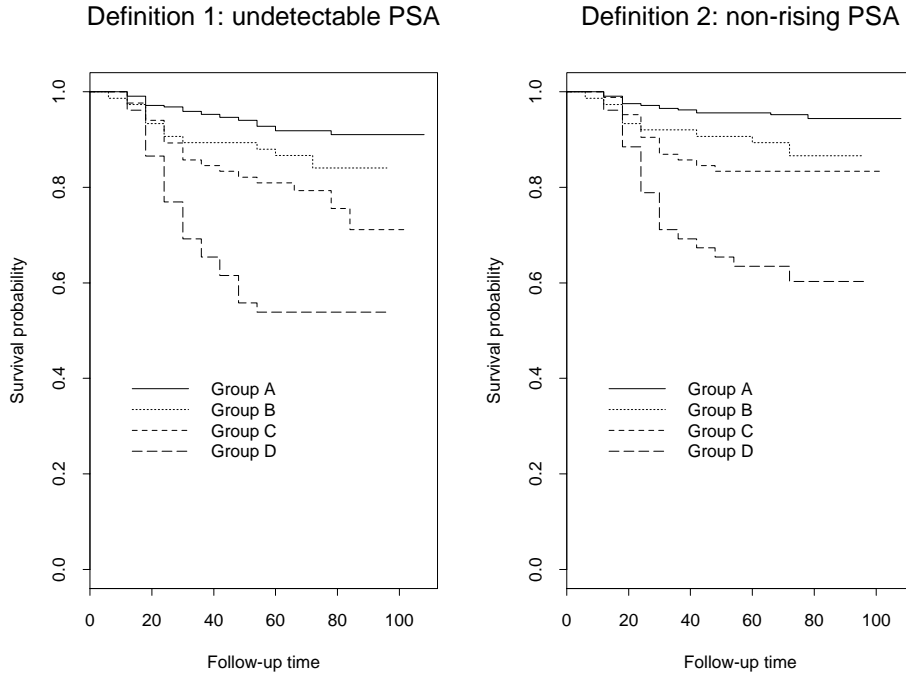 Definition 1: undetectable PSA
Survival probability
1.0
0.8
0.6
0.4
0.2
0.0
Group A
Group B
Group C
Group D
0 20 40 60 80 100
Follow-up time
Definition 2: non-rising PSA
Survival probability
1.0
0.8
0.6
0.4
0.2
0.0
Group A
Group B
Group C
Group D
0 20 40 60 80 100
Follow-up time